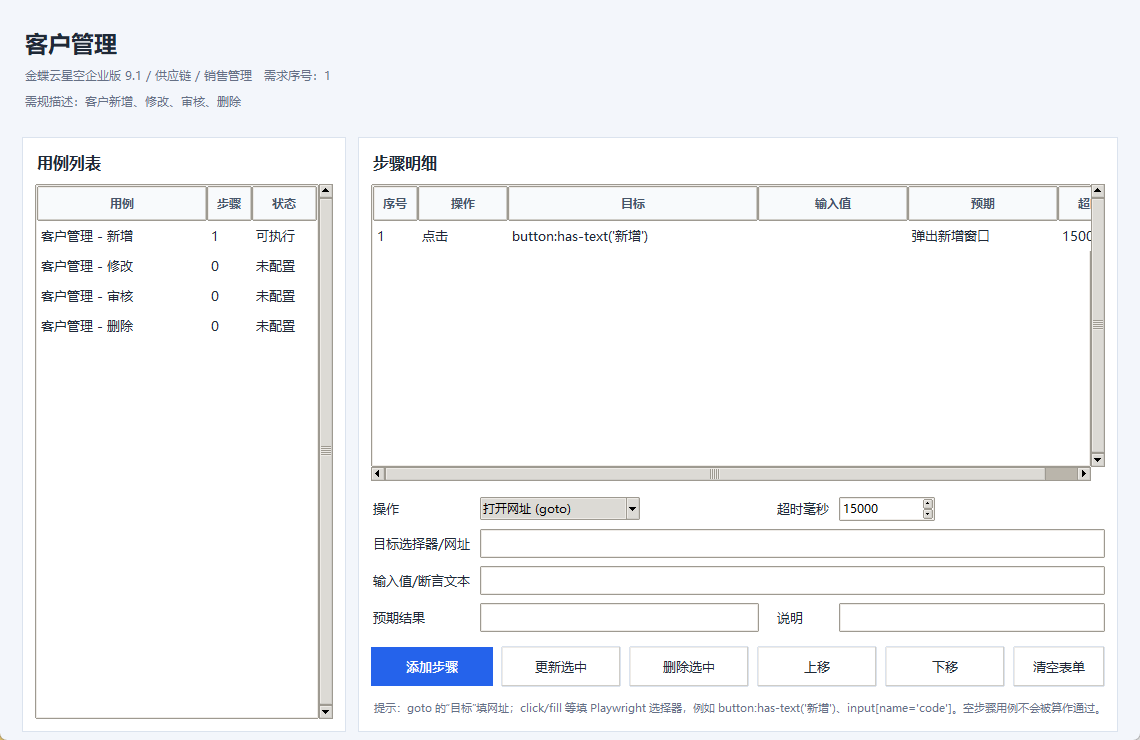 客户管理
金蝶云星空企业版 9.1 / 供应链 / 销售管理 需求序号：1
需规描述：客户新增、修改、审核、删除
用例列表
用例 步骤 状态
客户管理 - 新增 1 可执行
客户管理 - 修改 0 未配置
客户管理 - 审核 0 未配置
客户管理 - 删除 0 未配置
步骤明细
序号 操作 目标 输入值 预期 超
1 点击 button:has-text('新增') 弹出新增窗口 1500
操作 打开网址 (goto) 超时毫秒 15000
目标选择器/网址
输入值/断言文本
预期结果 说明
添加步骤 更新选中 删除选中 上移 下移 清空表单
提示：goto 的"目标"填网址；click/fill 等填 Playwright 选择器，例如 button:has-text('新增')、input[name='code']。空步骤用例不会被算作通过。